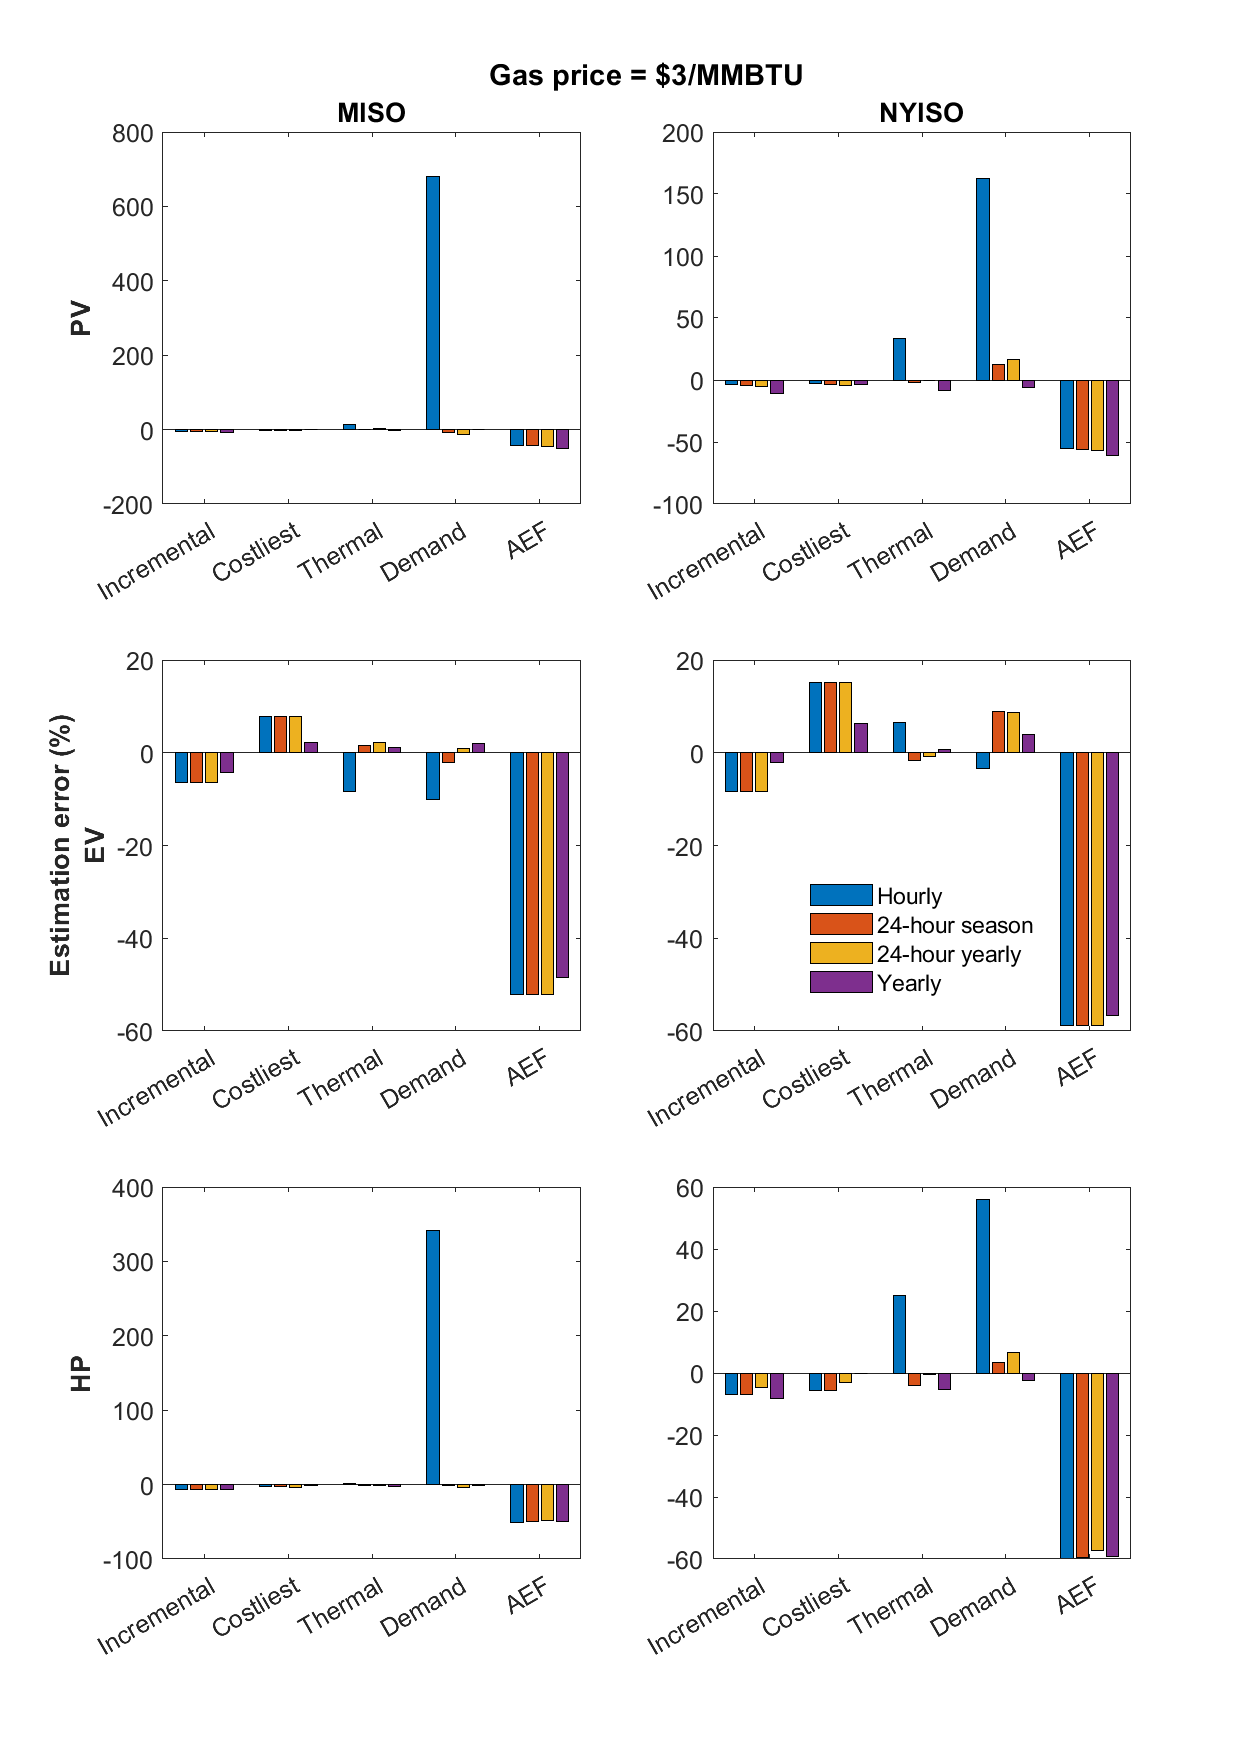 Gas price = $3/MMBTU
MISO
NYISO
Estimation error (%)
PV
800
600
400
200
0
-200
Incremental
Costliest
Thermal
Demand
AEF
200
150
100
50
0
-50
-100
Incremental
Costliest
Thermal
Demand
AEF
EV
20
0
-20
-40
-60
Incremental
Costliest
Thermal
Demand
AEF
20
0
-20
-40
-60
Hourly
24-hour season
24-hour yearly
Yearly
Incremental
Costliest
Thermal
Demand
AEF
HP
400
300
200
100
0
-100
Incremental
Costliest
Thermal
Demand
AEF
60
40
20
0
-20
-40
-60
Incremental
Costliest
Thermal
Demand
AEF